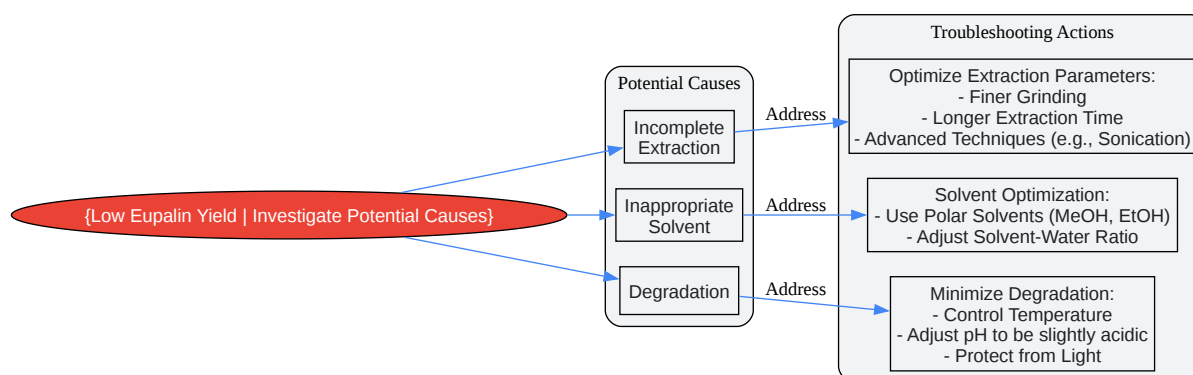 {Low Eupalin Yield | Investigate Potential Causes}
Potential Causes
Incomplete
Extraction
Inappropriate
Solvent
Degradation
Address
Address
Address
Troubleshooting Actions
Optimize Extraction Parameters:
- Finer Grinding
- Longer Extraction Time
- Advanced Techniques (e.g., Sonication)
Solvent Optimization:
- Use Polar Solvents (MeOH, EtOH)
- Adjust Solvent-Water Ratio
Minimize Degradation:
- Control Temperature
- Adjust pH to be slightly acidic
- Protect from Light